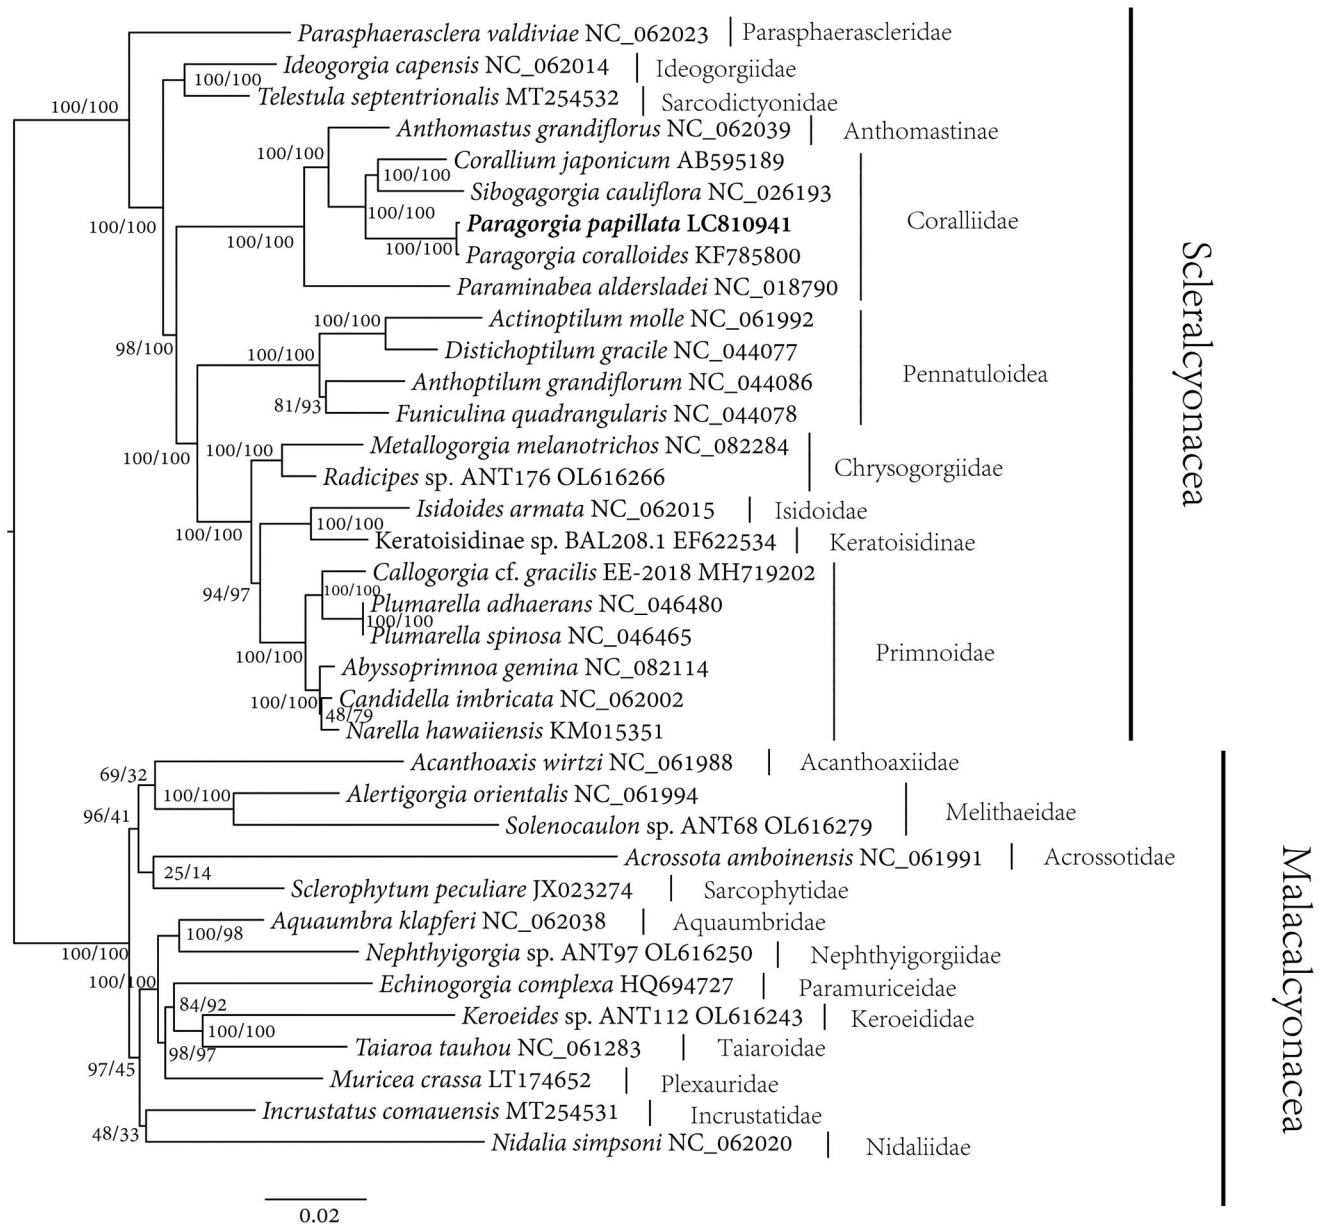 Parasphaerasclera valdiviae NC_062023 Parasphaerascleridae
Ideogorgia capensis NC_062014 Ideogorgiidae
100/100
Telestula septentrionalis MT254532 Sarcodictyonidae
100/100
Anthomastus grandiflorus NC_062039 Anthomastinae
100/100
Corallium japonicum AB595189
100/100
Sibogagorgia cauliflora NC_026193
100/100
Paragorgia papillata LC810941 Coralliidae
100/100
100/100
100/100
Paragorgia coralloides KF785800
Paraminabea aldersladei NC_018790
Actinoptilum molle NC_061992
100/100
Distichoptilum gracile NC_044077
98/100
100/100
Pennatuloidea
Anthoptilum grandiflorum NC_044086
81/93
Funiculina quadrangularis NC_044078
Metallogorgia melanotrichos NC_082284
100/100
100/100
Chrysogorgiidae
Radicipes sp. ANT176 OL616266
Isidoides armata NC_062015 Isidoidae
100/100
100/100
Keratoisidinae sp. BAL208.1 EF622534 Keratoisidinae
Callogorgia cf. gracilis EE-2018 MH719202
94/97
100/100
Plumarella adhaerans NC_046480
100/100
Plumarella spinosa NC_046465
100/100
Primnoidae
Abyssoprimnoa gemina NC_082114
Candidella imbricata NC_062002
100/100
48/79
Narella hawaiiensis KM015351
Scleralcyonacea
Acanthoaxis wirtzi NC_061988 Acanthoaxiidae
69/32
100/100
Alertigorgia orientalis NC_061994
96/41
Melithaeidae
Solenocaulon sp. ANT68 OL616279
Acrossota amboinensis NC_061991 Acrossotidae
25/14
Sclerophytum peculiare JX023274 Sarcophytidae
Aquaumbra klapferi NC_062038 Aquaumbridae
100/98
100/100
Nephthyigorgia sp. ANT97 OL616250 Nephthyigorgiidae
100/100
Echinogorgia complexa HQ694727 Paramuriceidae
84/92
Keroeides sp. ANT112 OL616243 Keroeididae
100/100
Taiaroa tauhou NC_061283 Taiaroidae
98/97
97/45
Muricea crassa LT174652 Plexauridae
Incrustatus comauensis MT254531 Incrustatidae
48/33
Nidalia simpsoni NC_062020 Nidaliidae
Malacalcyonacea
0.02